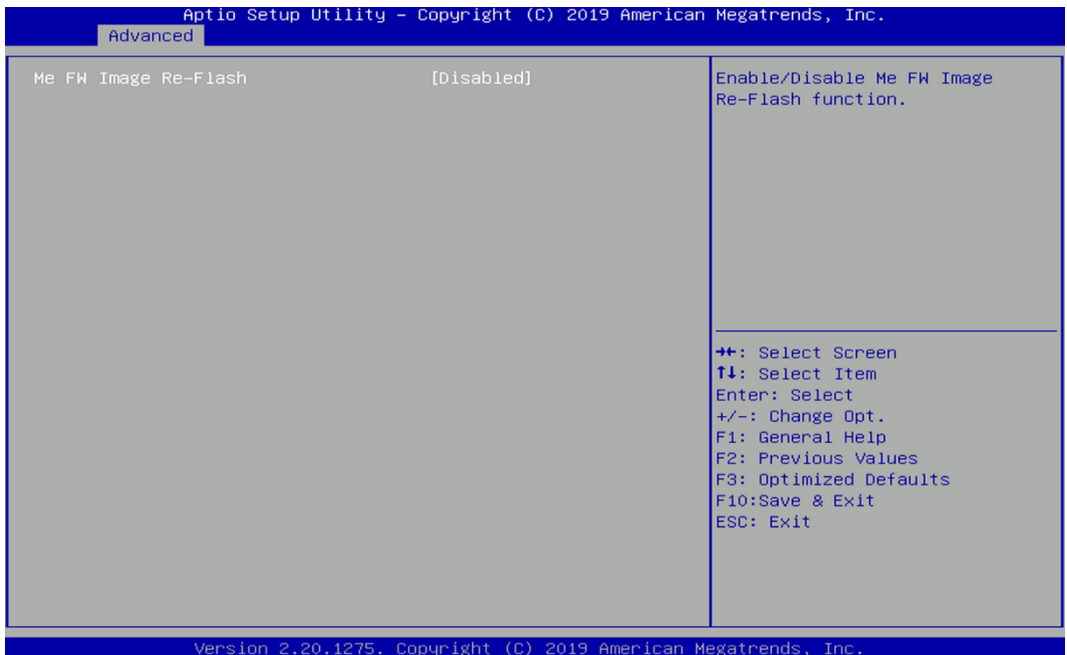 Aptio Setup Utility – Copyright (C) 2019 American Megatrends, Inc.
Advanced
Me FW Image Re–Flash [Disabled]
Enable/Disable Me FW Image
Re–Flash function.
→←: Select Screen
↑↓: Select Item
Enter: Select
+/–: Change Opt.
F1: General Help
F2: Previous Values
F3: Optimized Defaults
F10:Save & Exit
ESC: Exit
Version 2.20.1275. Copyright (C) 2019 American Megatrends, Inc.